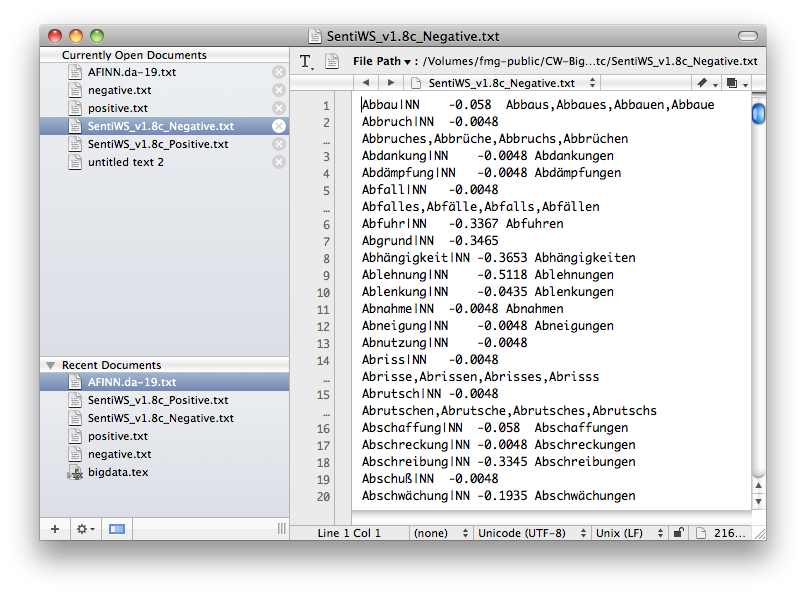 SentiWS_v1.8c_Negative.txt
Currently Open Documents
AFINN.da-19.txt
negative.txt
positive.txt
SentiWS_v1.8c_Negative.txt
SentiWS_v1.8c_Positive.txt
untitled text 2
Recent Documents
AFINN.da-19.txt
SentiWS_v1.8c_Positive.txt
SentiWS_v1.8c_Negative.txt
positive.txt
negative.txt
bigdata.tex
File Path ▾ : /Volumes/fmg-public/CW-Big...tc/SentiWS_v1.8c_Negative.txt
SentiWS_v1.8c_Negative.txt
1 Abbau|NN -0.058 Abbaus,Abbaues,Abbauen,Abbaue
2 Abbruch|NN -0.0048
… Abbruches,Abbrüche,Abbruchs,Abbrüchen
3 Abdankung|NN -0.0048 Abdankungen
4 Abdämpfung|NN -0.0048 Abdämpfungen
5 Abfall|NN -0.0048
… Abfalles,Abfälle,Abfalls,Abfällen
6 Abfuhr|NN -0.3367 Abfuhren
7 Abgrund|NN -0.3465
8 Abhängigkeit|NN -0.3653 Abhängigkeiten
9 Ablehnung|NN -0.5118 Ablehnungen
10 Ablenkung|NN -0.0435 Ablenkungen
11 Abnahme|NN -0.0048 Abnahmen
12 Abneigung|NN -0.0048 Abneigungen
13 Abnutzung|NN -0.0048
14 Abriss|NN -0.0048
… Abrisse,Abrissen,Abrisses,Abrisss
15 Abrutsch|NN -0.0048
… Abrutschen,Abrutsche,Abrutsches,Abrutschs
16 Abschaffung|NN -0.058 Abschaffungen
17 Abschreckung|NN -0.0048 Abschreckungen
18 Abschreibung|NN -0.3345 Abschreibungen
19 Abschuß|NN -0.0048
20 Abschwächung|NN -0.1935 Abschwächungen
Line 1 Col 1 (none) Unicode (UTF-8) Unix (LF) 216...